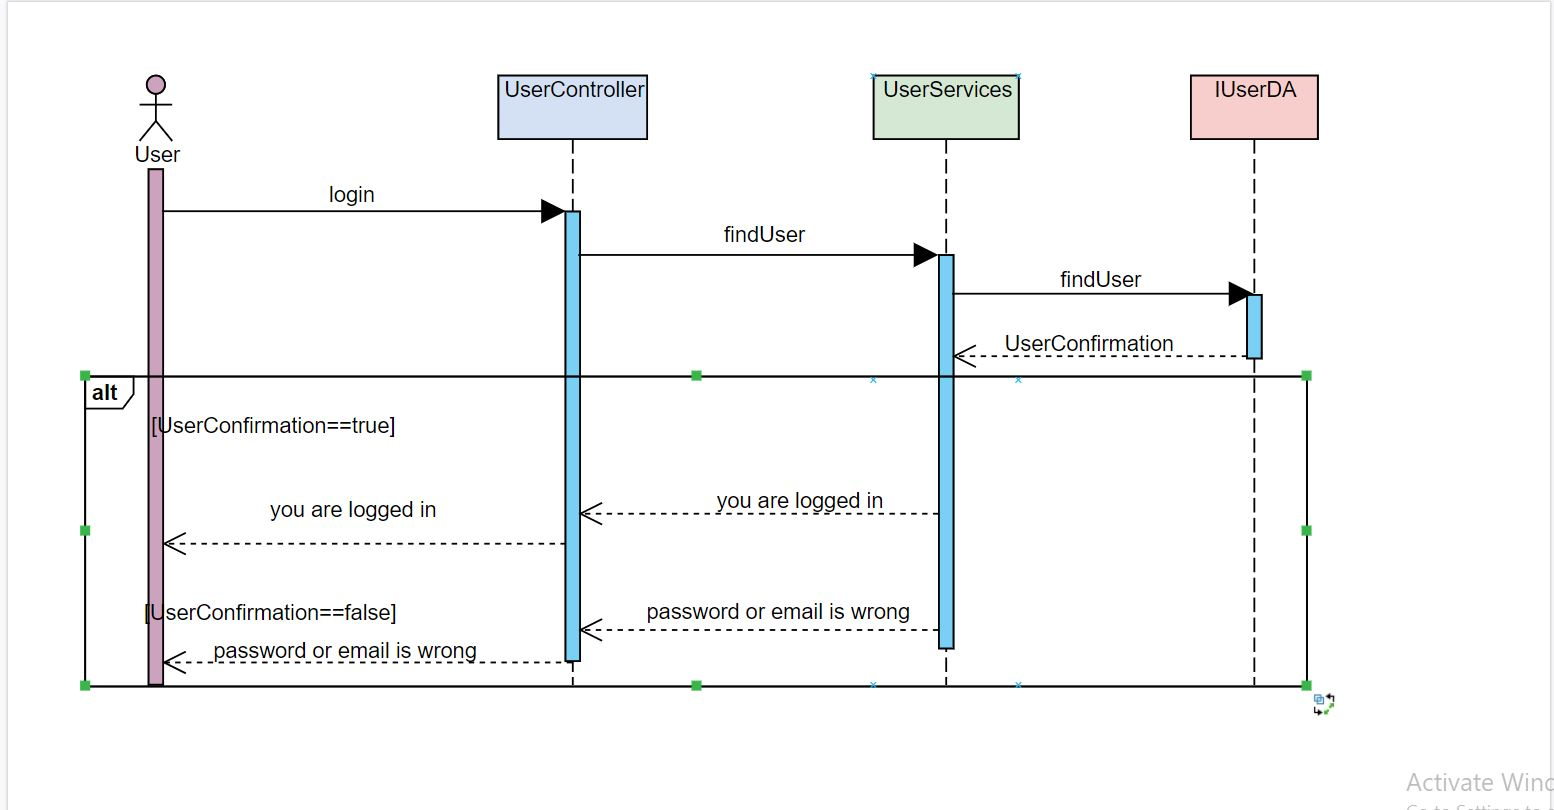 UserController
UserServices
IUserDA
User
login
findUser
findUser
UserConfirmation
alt
[UserConfirmation==true]
you are logged in
you are logged in
[UserConfirmation==false]
password or email is wrong
password or email is wrong
Activate Winc